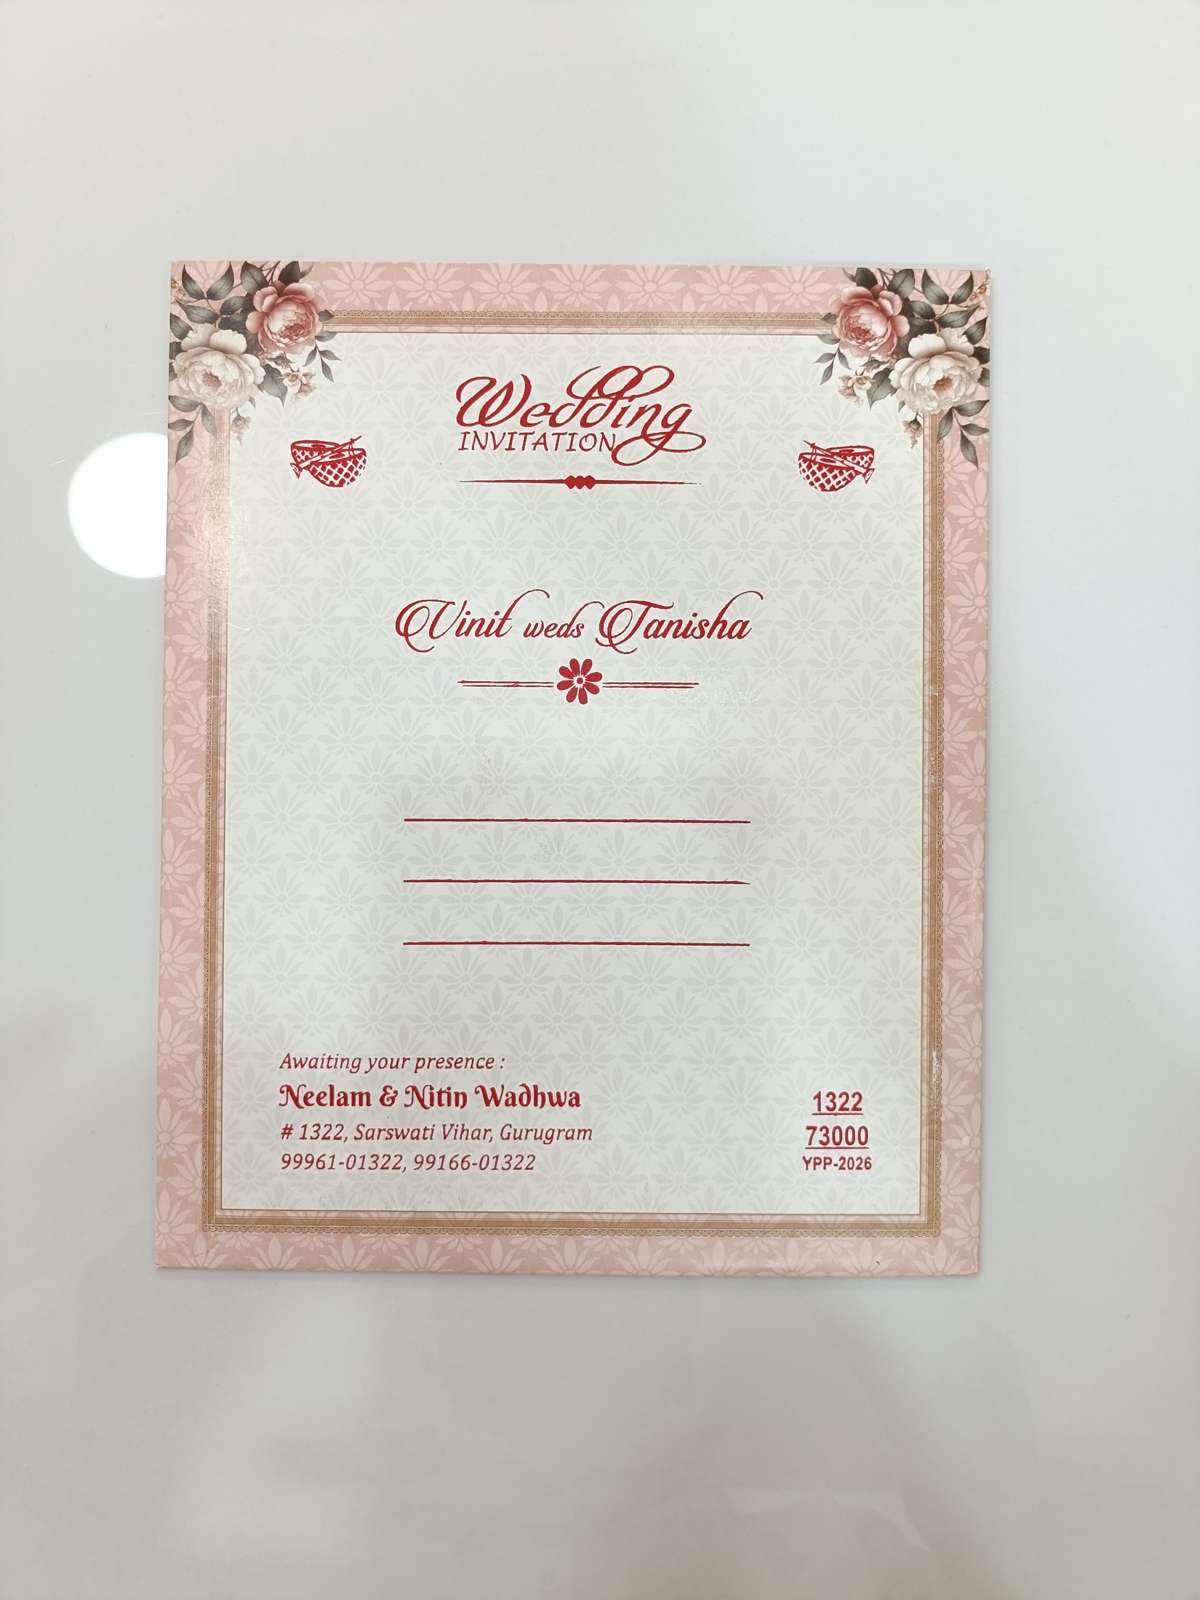 Wedding
INVITATION
Vinit weds Tanisha
Awaiting your presence :
Neelam & Nitin Wadhwa
# 1322, Sarswati Vihar, Gurugram
99961-01322, 99166-01322
1322
73000
YPP-2026